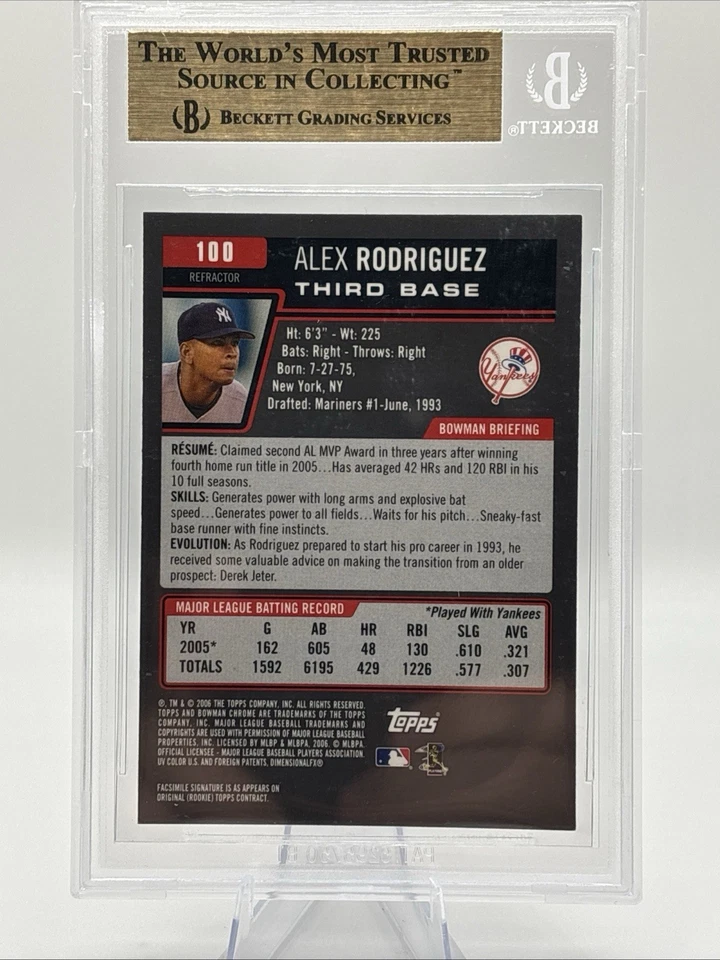 THE WORLD'S MOST TRUSTED
SOURCE IN COLLECTING™
B BECKETT GRADING SERVICES
B
BECKETT®
100
REFRACTOR
ALEX RODRIGUEZ
THIRD BASE
NY
Ht: 6'3" - Wt: 225
Bats: Right - Throws: Right
Born: 7-27-75,
New York, NY
Drafted: Mariners #1-June, 1993
Yankees
BOWMAN BRIEFING
RÉSUMÉ: Claimed second AL MVP Award in three years after winning
fourth home run title in 2005...Has averaged 42 HRs and 120 RBI in his
10 full seasons.
SKILLS: Generates power with long arms and explosive bat
speed...Generates power to all fields...Waits for his pitch...Sneaky-fast
base runner with fine instincts.
EVOLUTION: As Rodriguez prepared to start his pro career in 1993, he
received some valuable advice on making the transition from an older
prospect: Derek Jeter.
MAJOR LEAGUE BATTING RECORD *Played With Yankees
YR G AB HR RBI SLG AVG
2005* 162 605 48 130 .610 .321
TOTALS 1592 6195 429 1226 .577 .307
®, TM & © 2006 THE TOPPS COMPANY, INC. ALL RIGHTS RESERVED.
TOPPS AND BOWMAN CHROME ARE TRADEMARKS OF THE TOPPS
COMPANY, INC. MAJOR LEAGUE BASEBALL TRADEMARKS AND
COPYRIGHTS ARE USED WITH PERMISSION OF MAJOR LEAGUE BASEBALL
PROPERTIES, INC. LICENSED BY MLBP & MLBPA, 2006. © MLBPA.
OFFICIAL LICENSEE - MAJOR LEAGUE BASEBALL PLAYERS ASSOCIATION.
UV COLOR U.S. AND FOREIGN PATENTS. DIMENSIONALFX®
Topps
FACSIMILE SIGNATURE IS AS APPEARS ON
ORIGINAL (ROOKIE) TOPPS CONTRACT.